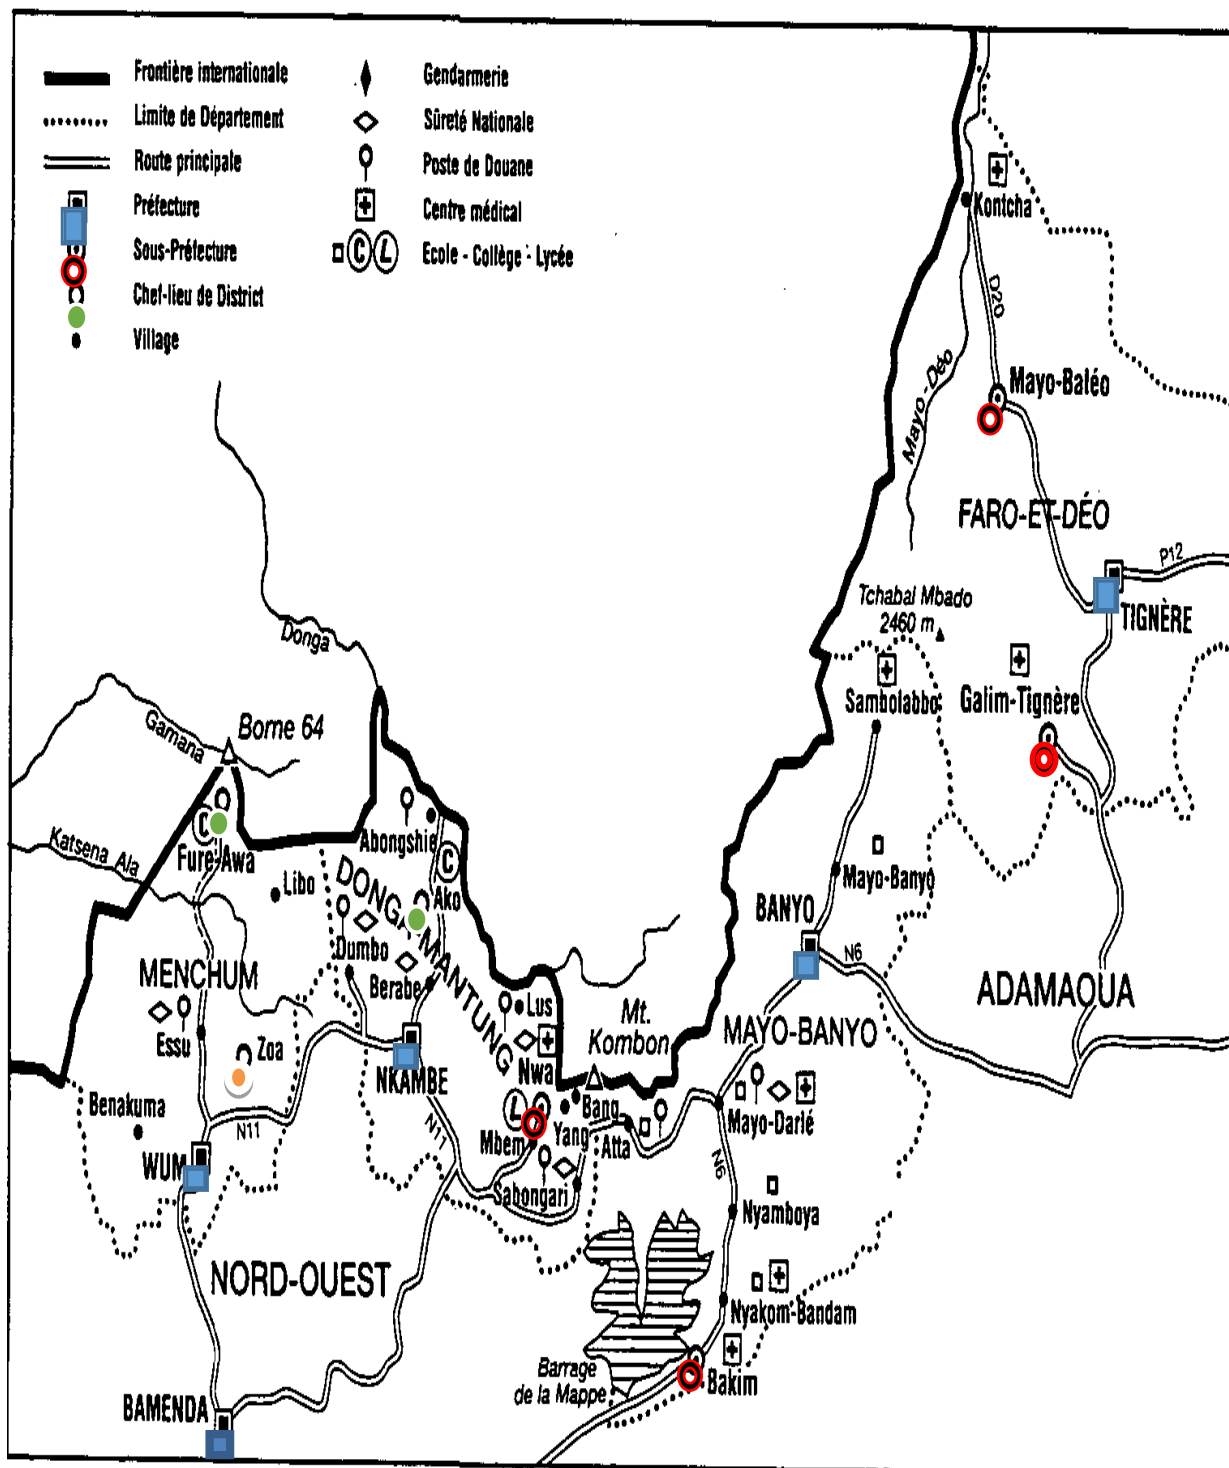 Frontière internationale
Limite de Département
Route principale
Préfecture
Sous-Préfecture
Chef-lieu de District
Village
Gendarmerie
Sûreté Nationale
Poste de Douane
Centre médical
C L
Ecole - Collège - Lycée
Kontcha
D20
Mayo-Déo
Mayo-Baléo
FARO-ET-DÉO
P12
Tchabal Mbado
2460 m
TIGNÈRE
Donga
Sambolabbo
Galim-Tignère
Gamana
Borne 64
Katsena Ala
C
Fure-Awa
Abongshie
C
Libo
DONGA-MANTUNG
Ako
Mayo-Banyo
BANYO
N6
Dumbo
MENCHUM
Berabe
ADAMAOUA
Lus
Mt.
Kombon
MAYO-BANYO
Essu
Zoa
NKAMBE
Nwa
Benakuma
N11
N11
L
Bang
Mbem
Yang
Atta
Mayo-Darlé
WUM
N6
Sabongari
Nyamboya
NORD-OUEST
Nyakom-Bandam
Barrage
de la Mappe
Bakim
BAMENDA